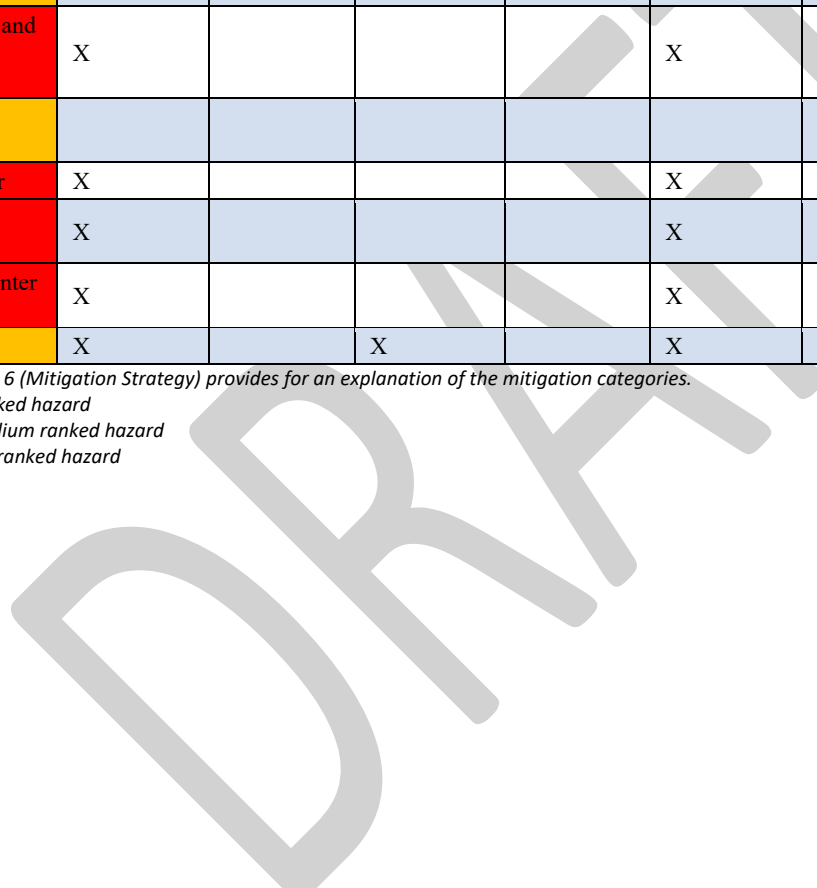 and
X X
r X X
X X
nter
X X
X X X
6 (Mitigation Strategy) provides for an explanation of the mitigation categories.
ked hazard
lium ranked hazard
ranked hazard
DRAFT